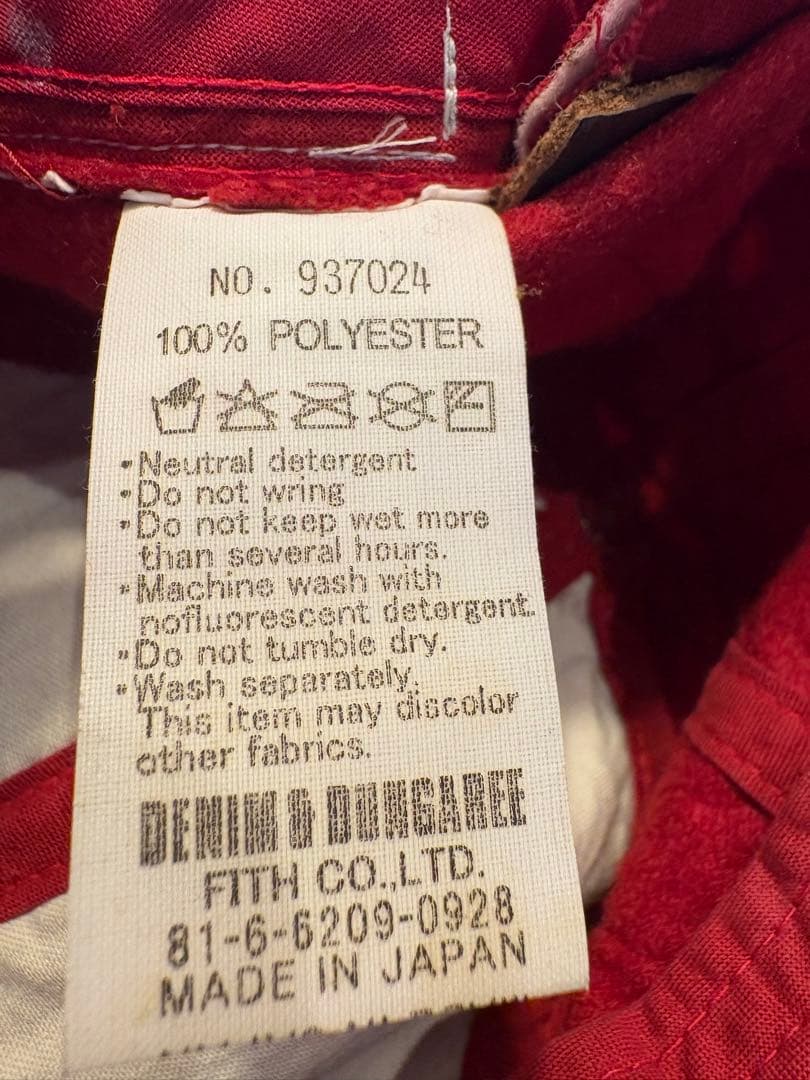 NO. 937024
100% POLYESTER
•Neutral detergent
•Do not wring
•Do not keep wet more
than several hours.
•Machine wash with
nofluorescent detergent.
•Do not tumble dry.
•Wash separately.
This item may discolor
other fabrics.
DENIM & DUNGAREE
FITH CO.,LTD.
81-6-6209-0928
MADE IN JAPAN